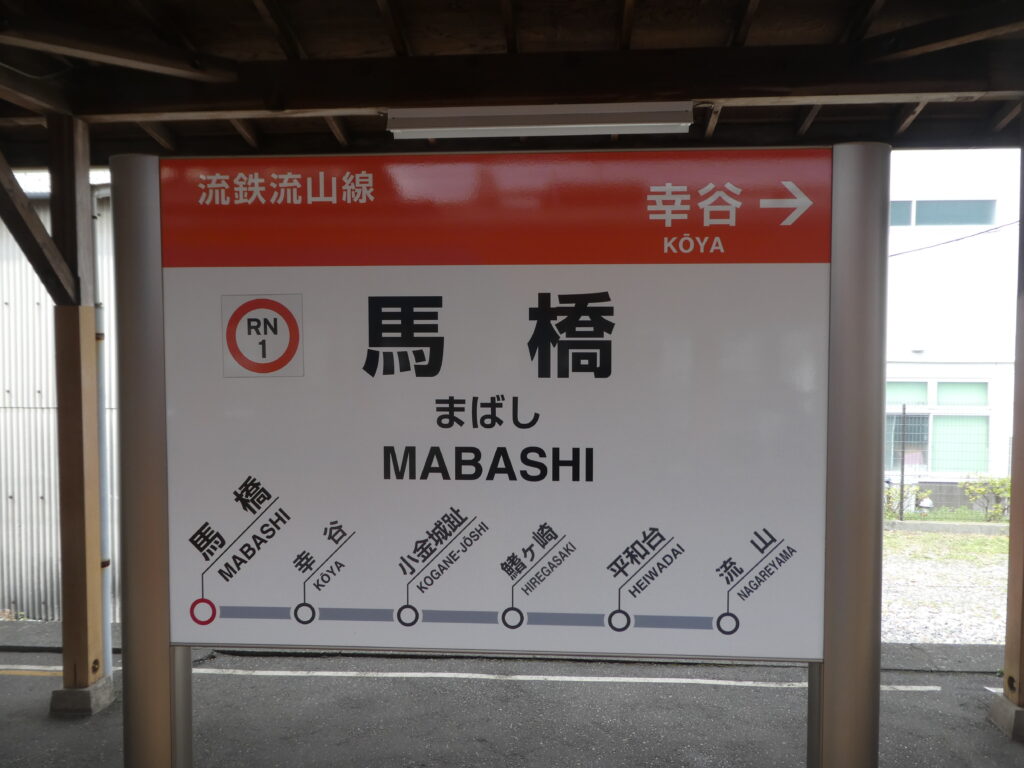 流鉄流山線
幸谷→
KŌYA
RN
1
馬橋
まばし
MABASHI
馬橋
MABASHI
幸谷
KŌYA
小金城趾
KOGANE-JŌSHI
鰭ヶ崎
HIREGASAKI
平和台
HEIWADAI
流山
NAGAREYAMA